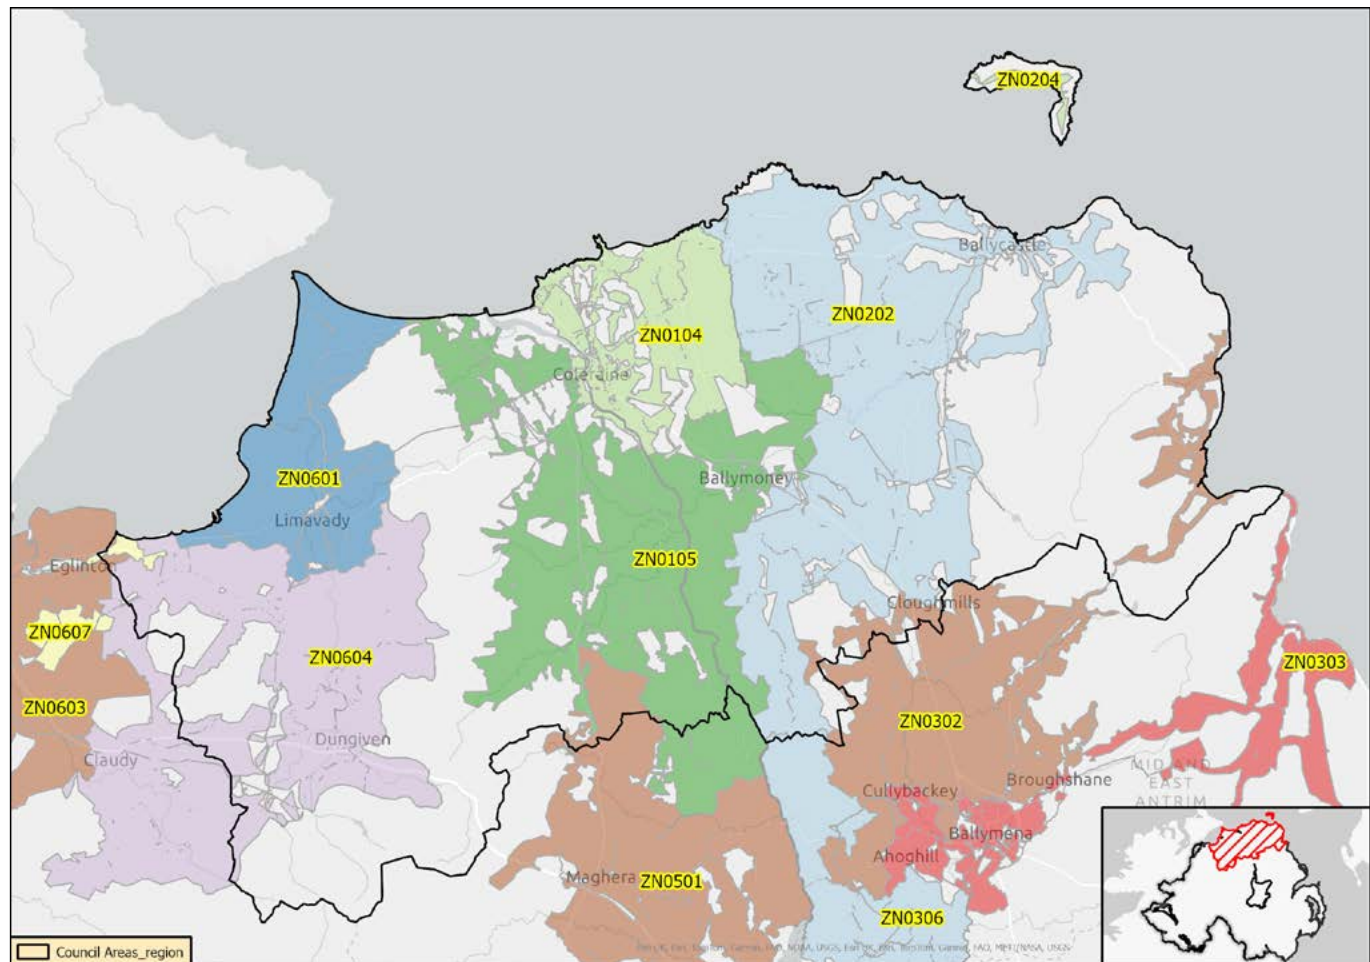 ZN0204
Ballycastle
ZN0202
ZN0104
Coleraine
ZN0601
Ballymoney
Limavady
ZN0105
Eglinton
Cloughmills
ZN0607
ZN0604
ZN0303
ZN0603
ZN0302
Dungiven
Claudy
MID AND
EAST
ANTRIM
Broughshane
Cullybackey
Ballymena
Ahoghill
Maghera
ZN0501
ZN0306
Council Areas_region